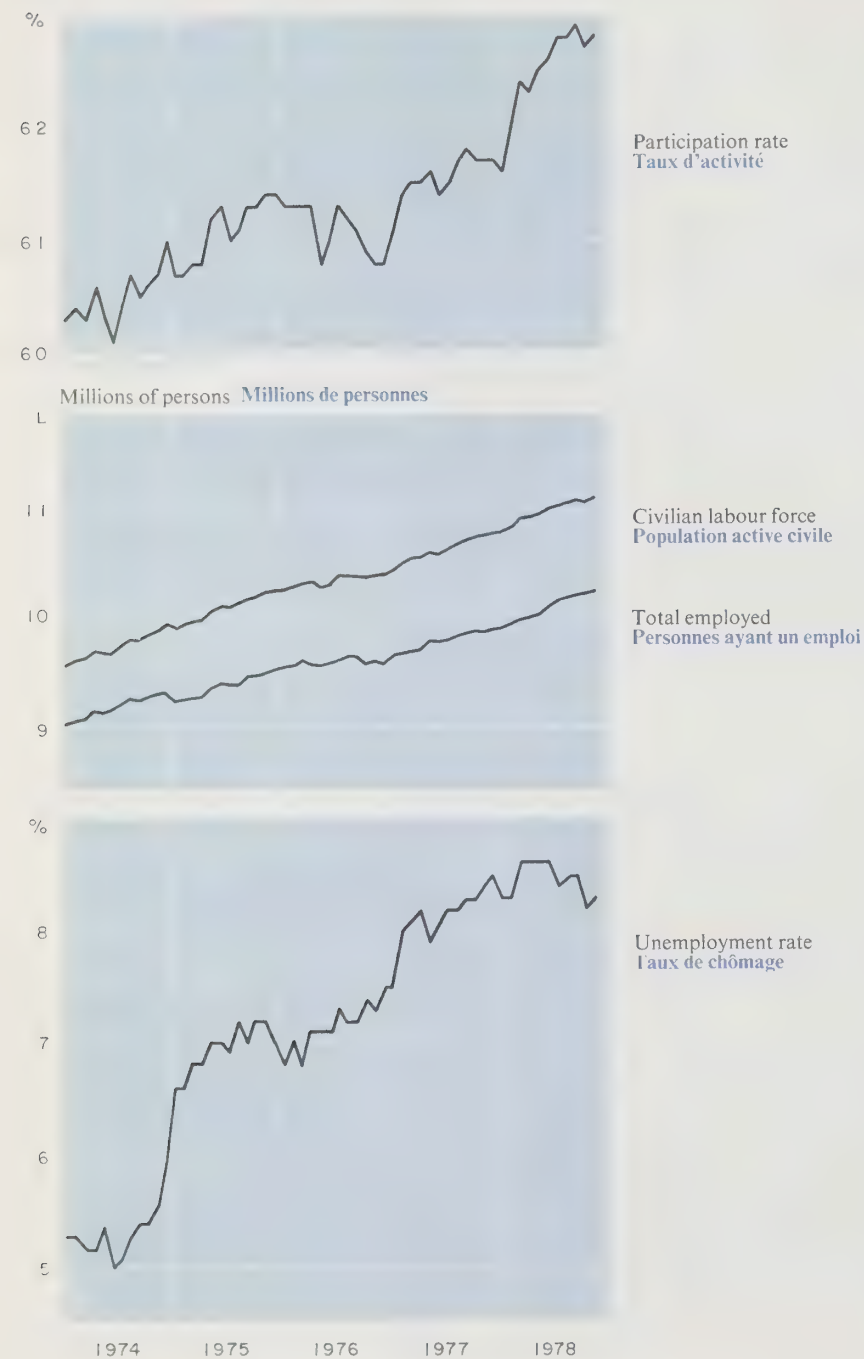 %
62
Participation rate
Taux d'activité
61
60
Millions of persons Millions de personnes
L
11
Civilian labour force
Population active civile
10
Total employed
Personnes ayant un emploi
9
%
8
Unemployment rate
Taux de chômage
7
6
5
1974 1975 1976 1977 1978